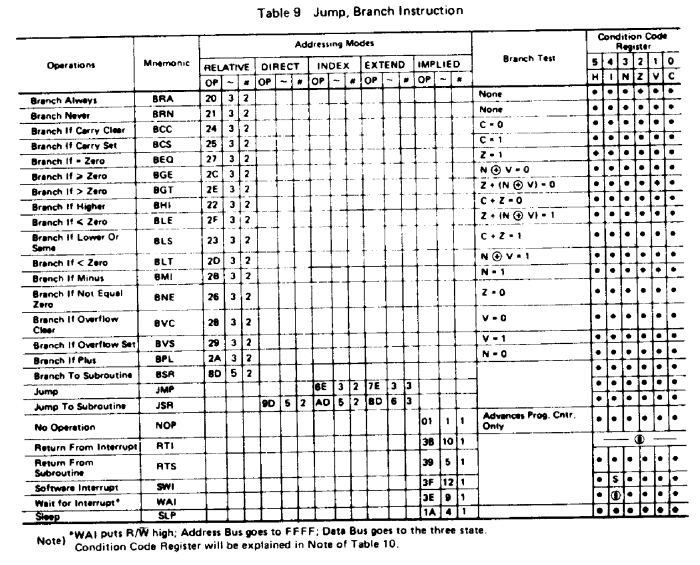 Table 9 Jump, Branch Instruction
Operations Mnemonic Addressing Modes Branch Test Condition Code Register
RELATIVE DIRECT INDEX EXTEND IMPLIED 5 4 3 2 1 0
OP ~ # OP ~ # OP ~ # OP ~ # OP ~ # H I N Z V C
Branch Always BRA 20 3 2 None ● ● ● ● ● ●
Branch Never BRN 21 3 2 None ● ● ● ● ● ●
Branch If Carry Clear BCC 24 3 2 C = 0 ● ● ● ● ● ●
Branch If Carry Set BCS 25 3 2 C = 1 ● ● ● ● ● ●
Branch If = Zero BEQ 27 3 2 Z = 1 ● ● ● ● ● ●
Branch If ⩾ Zero BGE 2C 3 2 N ⊕ V = 0 ● ● ● ● ● ●
Branch If > Zero BGT 2E 3 2 Z + (N ⊕ V) = 0 ● ● ● ● ● ●
Branch If Higher BHI 22 3 2 C + Z = 0 ● ● ● ● ● ●
Branch If < Zero BLE 2F 3 2 Z + (N ⊕ V) = 1 ● ● ● ● ● ●
Branch If Lower Or Same BLS 23 3 2 C + Z = 1 ● ● ● ● ● ●
Branch If < Zero BLT 2D 3 2 N ⊕ V = 1 ● ● ● ● ● ●
Branch If Minus BMI 2B 3 2 N = 1 ● ● ● ● ● ●
Branch If Not Equal Zero BNE 26 3 2 Z = 0 ● ● ● ● ● ●
Branch If Overflow Clear BVC 28 3 2 V = 0 ● ● ● ● ● ●
Branch If Overflow Set BVS 29 3 2 V = 1 ● ● ● ● ● ●
Branch If Plus BPL 2A 3 2 N = 0 ● ● ● ● ● ●
Branch To Subroutine BSR 8D 5 2 ● ● ● ● ● ●
Jump JMP 6E 3 2 7E 3 3 ● ● ● ● ● ●
Jump To Subroutine JSR 9D 5 2 AD 5 2 BD 6 3 ● ● ● ● ● ●
No Operation NOP 01 1 1 Advances Prog. Cntr. Only ● ● ● ● ● ●
Return From Interrupt RTI 3B 10 1
Return From Subroutine RTS 39 5 1 ● ● ● ● ● ●
Software Interrupt SWI 3F 12 1 ● S ● ● ● ●
Wait for Interrupt* WAI 3E 9 1 ● ● ● ● ●
Sleep SLP 1A 4 1 ● ● ● ● ● ●
Note) *WAI puts R/W̅ high; Address Bus goes to FFFF; Data Bus goes to the three state.
Condition Code Register will be explained in Note of Table 10.